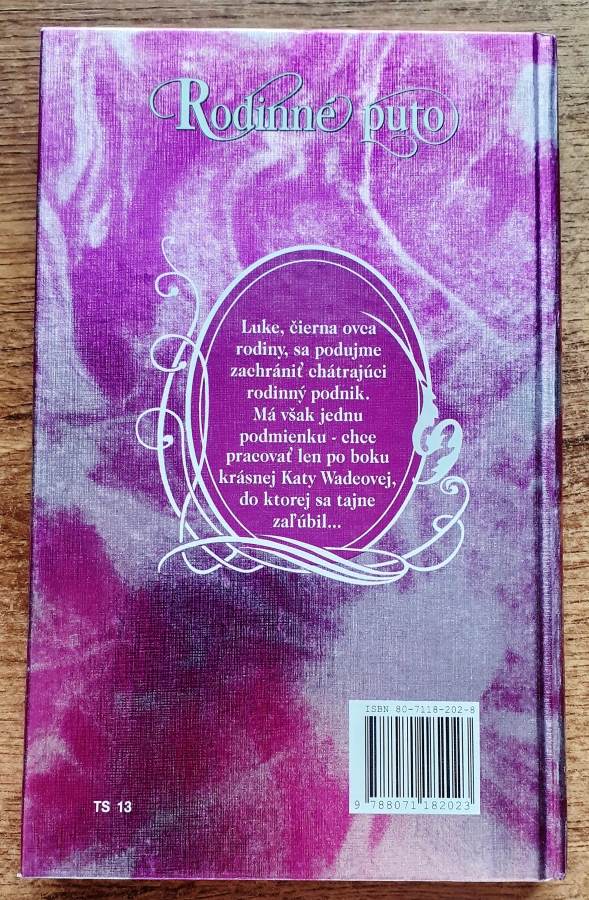 Rodinné puto
Luke, čierna ovca
rodiny, sa podujme
zachrániť chátrajúci
rodinný podnik.
Má však jednu
podmienku - chce
pracovať len po boku
krásnej Katy Wadeovej,
do ktorej sa tajne
zaľúbil...
ISBN 80-7118-202-8
9 788071 182023
TS 13